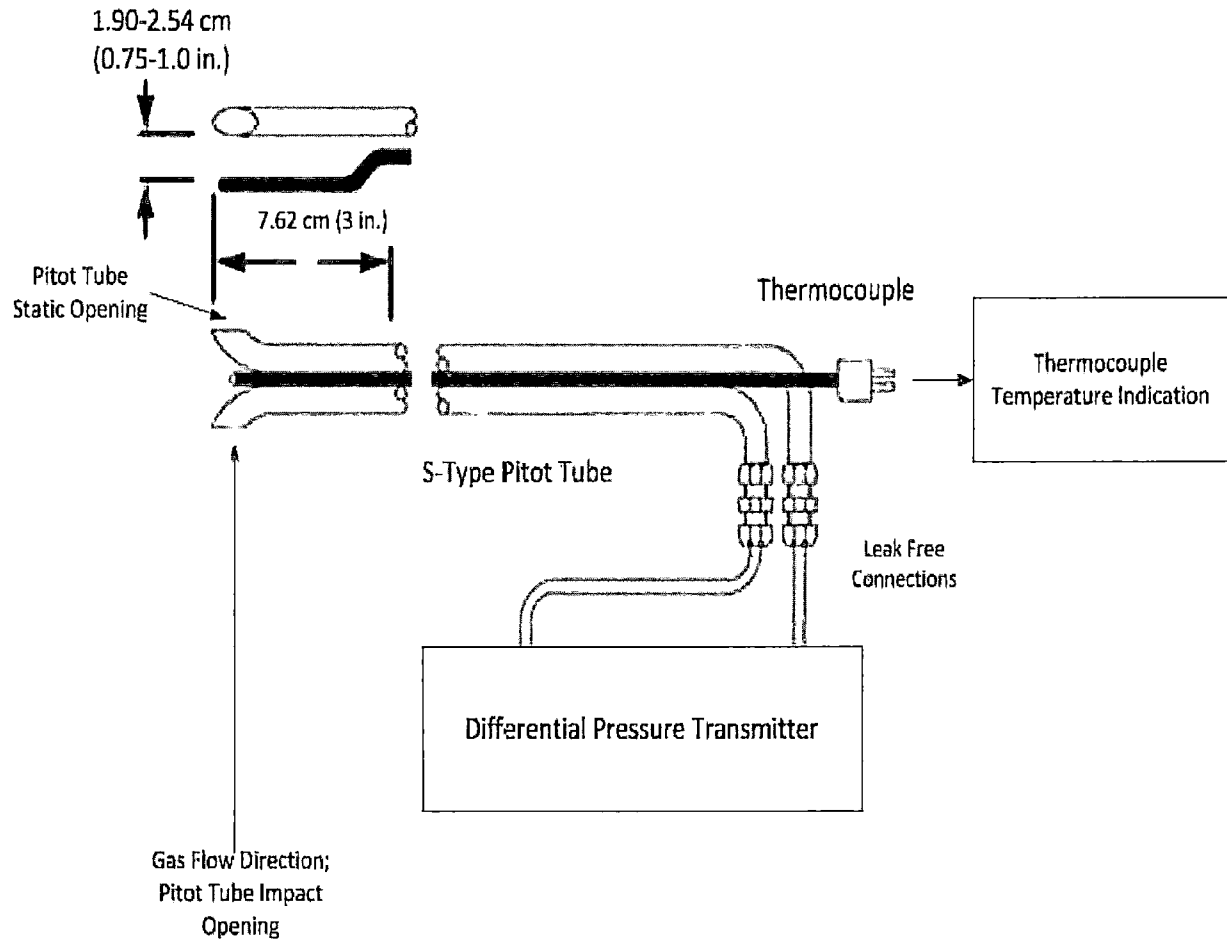 1.90-2.54 cm
(0.75-1.0 in.)
7.62 cm (3 in.)
Pitot Tube
Static Opening
Thermocouple
Thermocouple
Temperature Indication
S-Type Pitot Tube
Leak Free
Connections
Differential Pressure Transmitter
Gas Flow Direction;
Pitot Tube Impact
Opening